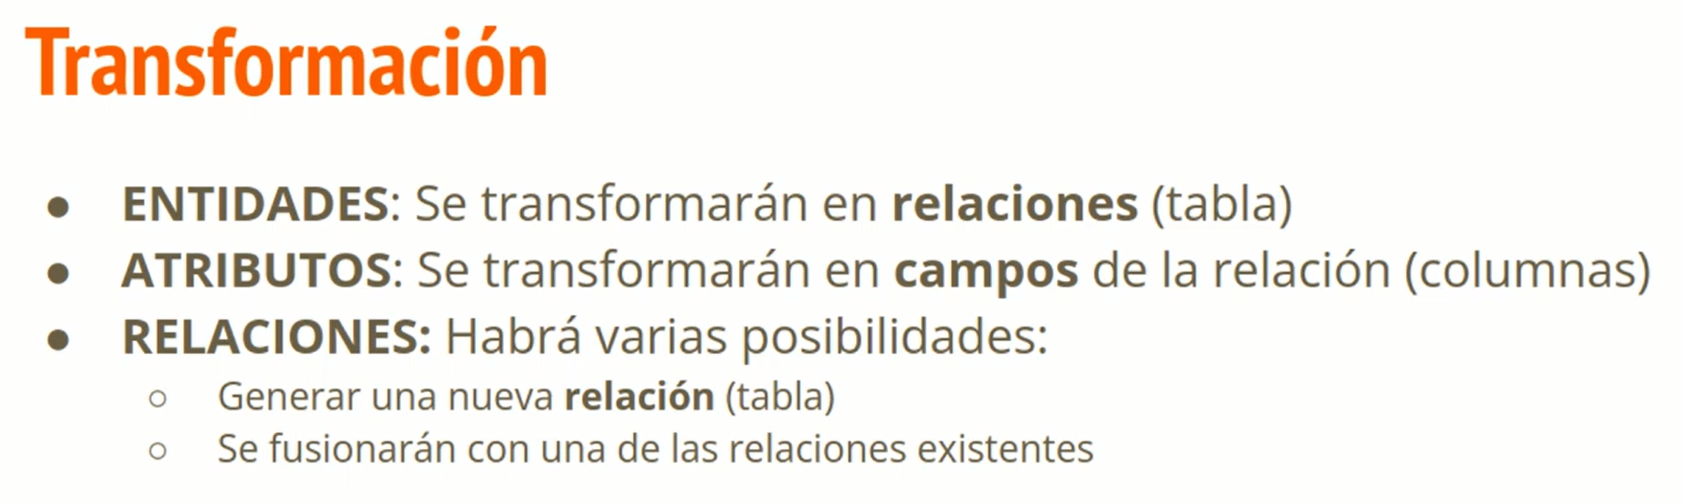 Transformación
● ENTIDADES: Se transformarán en relaciones (tabla)
● ATRIBUTOS: Se transformarán en campos de la relación (columnas)
● RELACIONES: Habrá varias posibilidades:
○ Generar una nueva relación (tabla)
○ Se fusionarán con una de las relaciones existentes